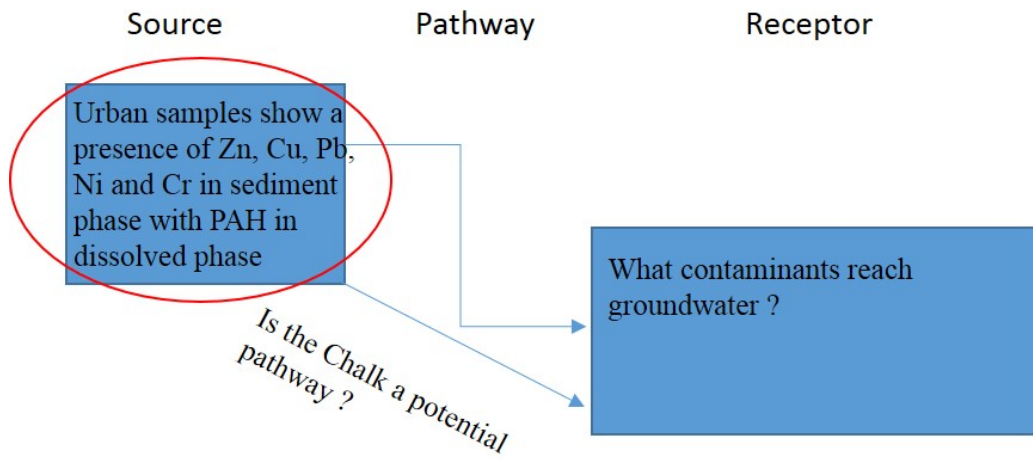 Source
Pathway
Receptor
Urban samples show a
presence of Zn, Cu, Pb,
Ni and Cr in sediment
phase with PAH in
dissolved phase
Is the Chalk a potential
pathway ?
What contaminants reach
groundwater ?